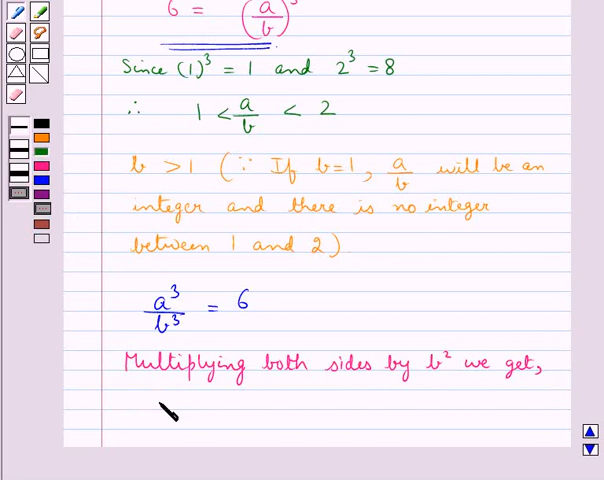 6 = (a/b)³
Since (1)³ = 1 and 2³ = 8
∴ 1 < a/b < 2
b > 1 (∵ If b=1, a/b will be an
integer and there is no integer
between 1 and 2)
a³/b³ = 6
Multiplying both sides by b² we get,